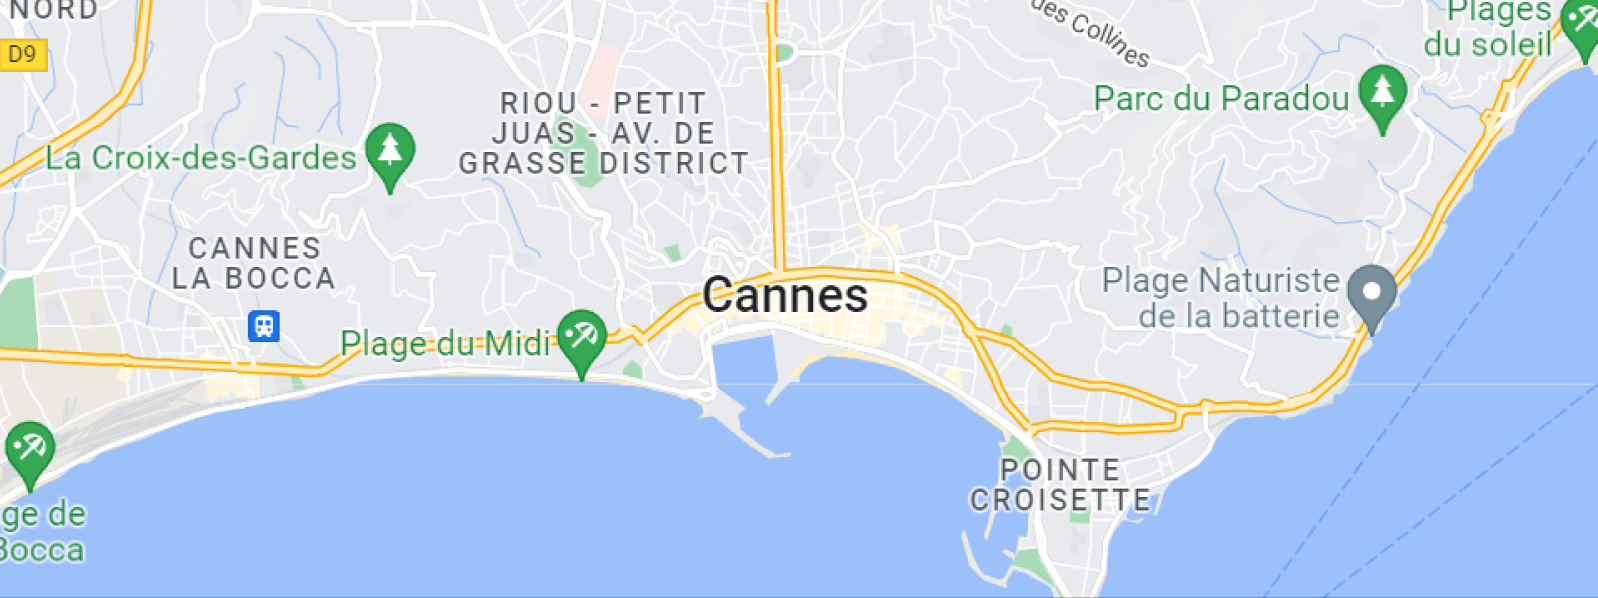 NORD
D9
des Collines
Plages
du soleil
Parc du Paradou
RIOU - PETIT
JUAS - AV. DE
GRASSE DISTRICT
La Croix-des-Gardes
CANNES
LA BOCCA
Cannes
Plage Naturiste
de la batterie
Plage du Midi
POINTE
CROISETTE
ge de
Bocca